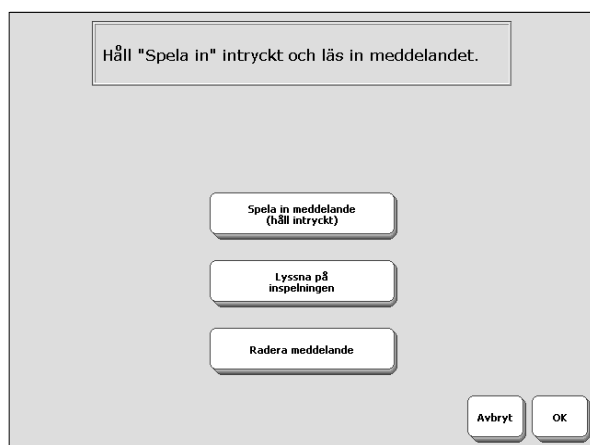 Håll "Spela in" intryckt och läs in meddelandet.
Spela in meddelande
(håll intryckt)
Lyssna på
inspelningen
Radera meddelande
Avbryt
OK